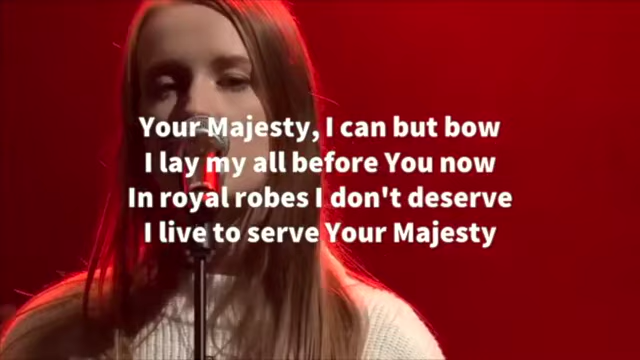 Your Majesty, I can but bow
I lay my all before You now
In royal robes I don't deserve
I live to serve Your Majesty